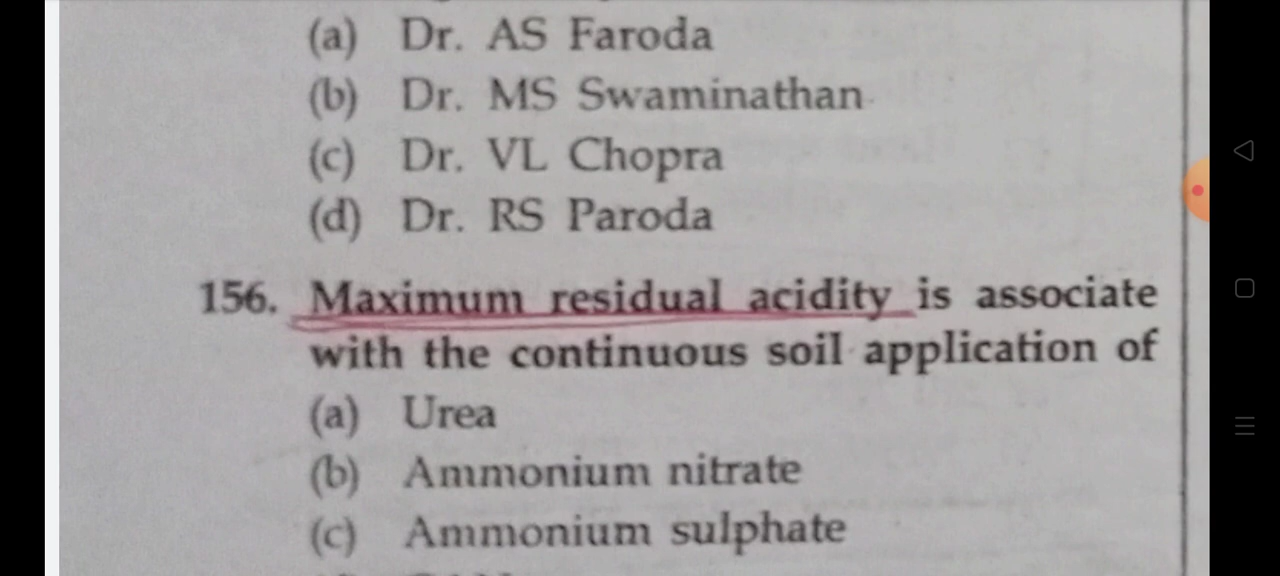 (a) Dr. AS Faroda
(b) Dr. MS Swaminathan
(c) Dr. VL Chopra
(d) Dr. RS Paroda
156. Maximum residual acidity is associate
with the continuous soil application of
(a) Urea
(b) Ammonium nitrate
(c) Ammonium sulphate